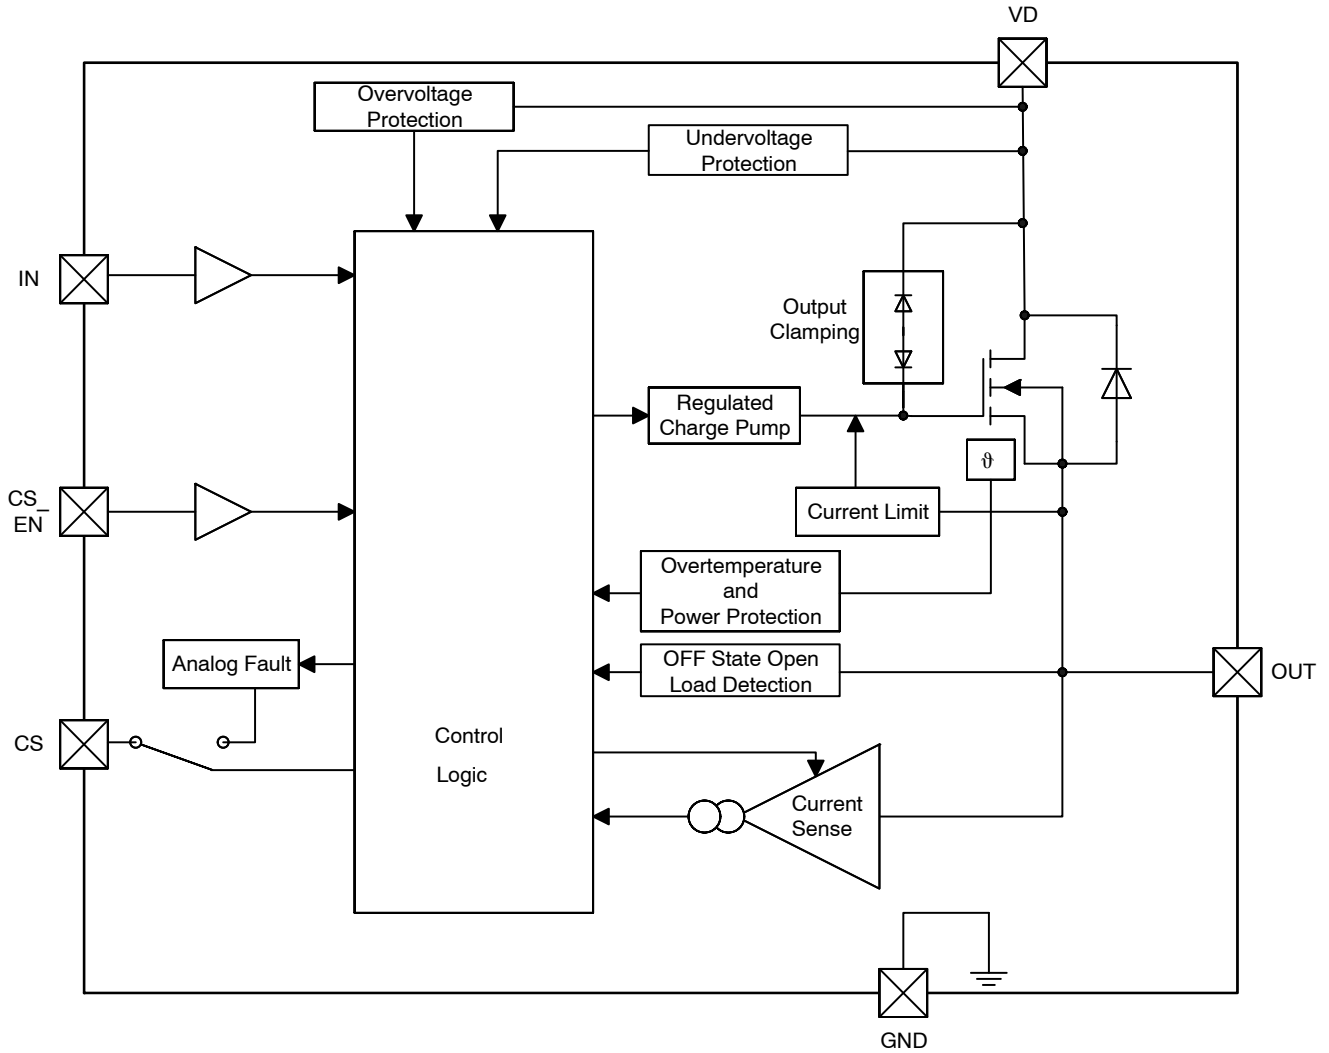 VD
Overvoltage
Protection
Undervoltage
Protection
IN
Output
Clamping
Regulated
Charge Pump
ϑ
CS_
EN
Current Limit
Overtemperature
and
Power Protection
Analog Fault
OFF State Open
Load Detection
OUT
CS
Control
Logic
Current
Sense
GND